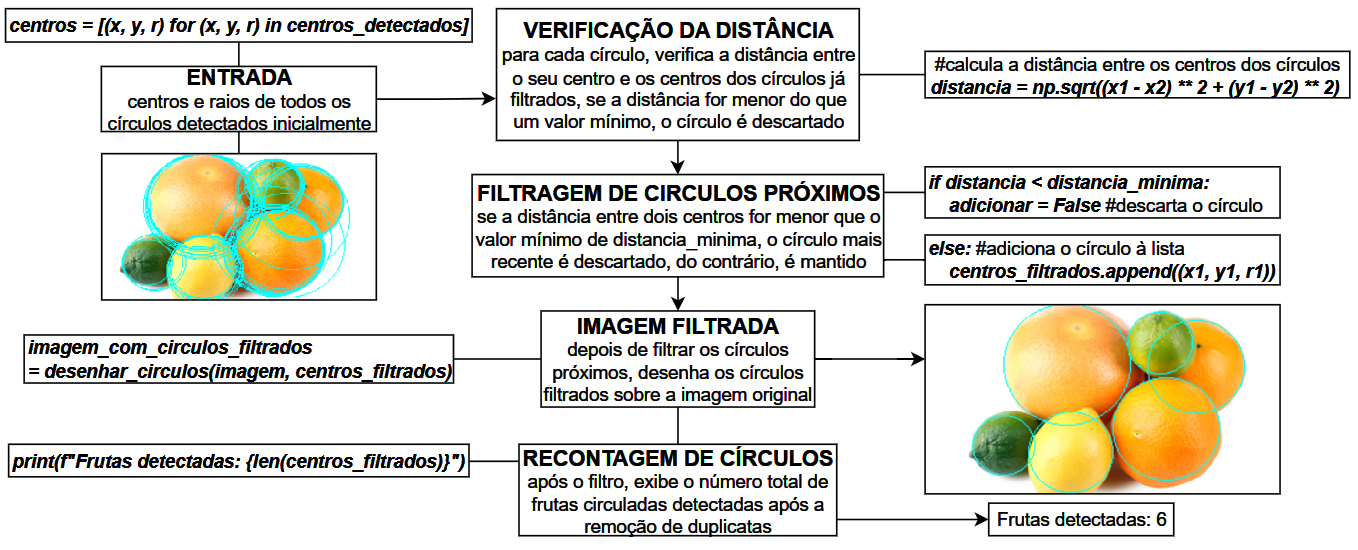 centros = [(x, y, r) for (x, y, r) in centros_detectados]
ENTRADA
centros e raios de todos os
círculos detectados inicialmente
VERIFICAÇÃO DA DISTÂNCIA
para cada círculo, verifica a distância entre
o seu centro e os centros dos círculos já
filtrados, se a distância for menor do que
um valor mínimo, o círculo é descartado
#calcula a distância entre os centros dos círculos
distancia = np.sqrt((x1 - x2) ** 2 + (y1 - y2) ** 2)
FILTRAGEM DE CIRCULOS PRÓXIMOS
se a distância entre dois centros for menor que o
valor mínimo de distancia_minima, o círculo mais
recente é descartado, do contrário, é mantido
if distancia < distancia_minima:
adicionar = False #descarta o círculo
else: #adiciona o círculo à lista
centros_filtrados.append((x1, y1, r1))
IMAGEM FILTRADA
depois de filtrar os círculos
próximos, desenha os círculos
filtrados sobre a imagem original
imagem_com_circulos_filtrados
= desenhar_circulos(imagem, centros_filtrados)
RECONTAGEM DE CÍRCULOS
após o filtro, exibe o número total de
frutas circuladas detectadas após a
remoção de duplicatas
print(f"Frutas detectadas: {len(centros_filtrados)}")
Frutas detectadas: 6